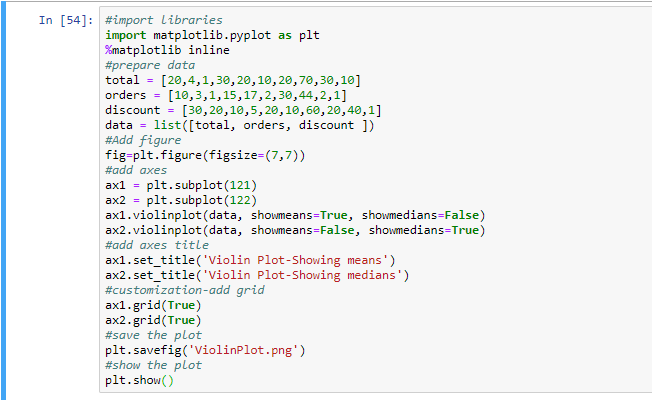 In [54]: #import libraries
import matplotlib.pyplot as plt
%matplotlib inline
#prepare data
total = [20,4,1,30,20,10,20,70,30,10]
orders = [10,3,1,15,17,2,30,44,2,1]
discount = [30,20,10,5,20,10,60,20,40,1]
data = list([total, orders, discount ])
#Add figure
fig=plt.figure(figsize=(7,7))
#add axes
ax1 = plt.subplot(121)
ax2 = plt.subplot(122)
ax1.violinplot(data, showmeans=True, showmedians=False)
ax2.violinplot(data, showmeans=False, showmedians=True)
#add axes title
ax1.set_title('Violin Plot-Showing means')
ax2.set_title('Violin Plot-Showing medians')
#customization-add grid
ax1.grid(True)
ax2.grid(True)
#save the plot
plt.savefig('ViolinPlot.png')
#show the plot
plt.show()